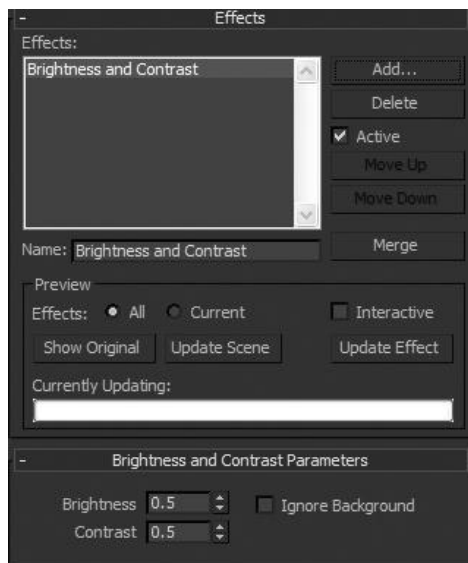 - Effects
Effects:
Brightness and Contrast
Add...
Delete
Active
Move Up
Move Down
Name: Brightness and Contrast
Merge
Preview
Effects: All Current Interactive
Show Original Update Scene Update Effect
Currently Updating:
- Brightness and Contrast Parameters
Brightness 0.5 Ignore Background
Contrast 0.5